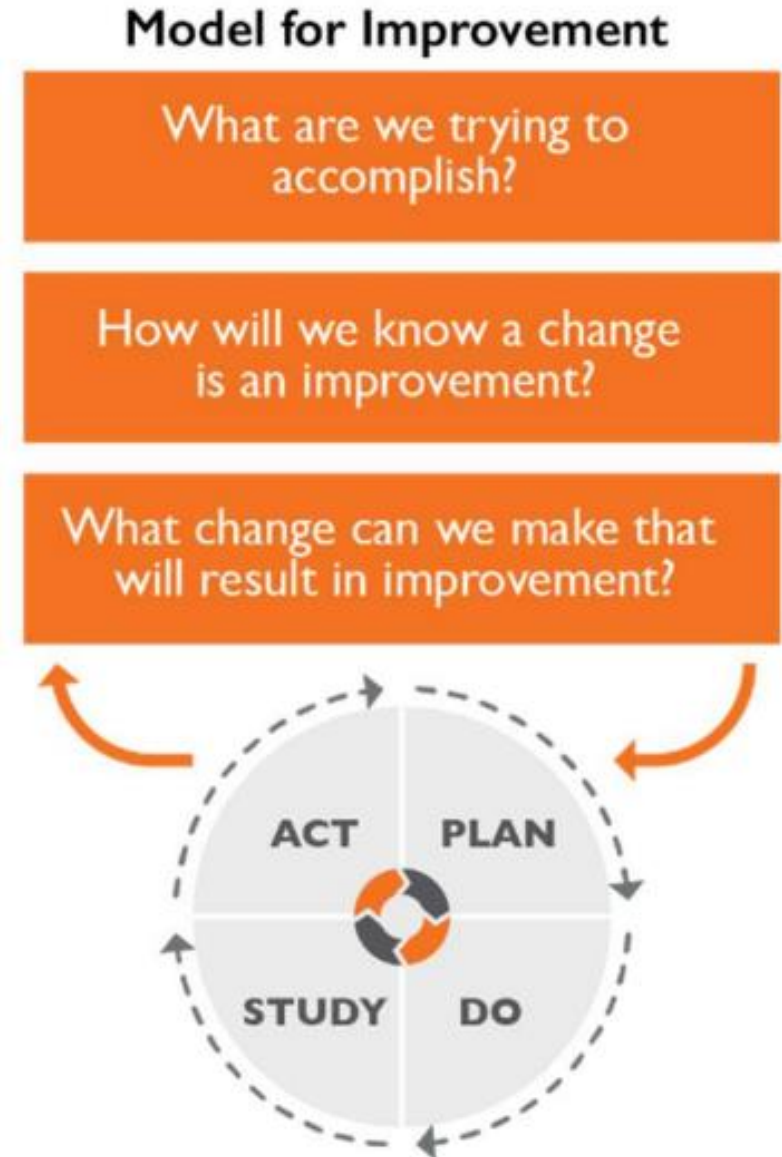 Model for Improvement
What are we trying to
accomplish?
How will we know a change
is an improvement?
What change can we make that
will result in improvement?
ACT
PLAN
STUDY
DO